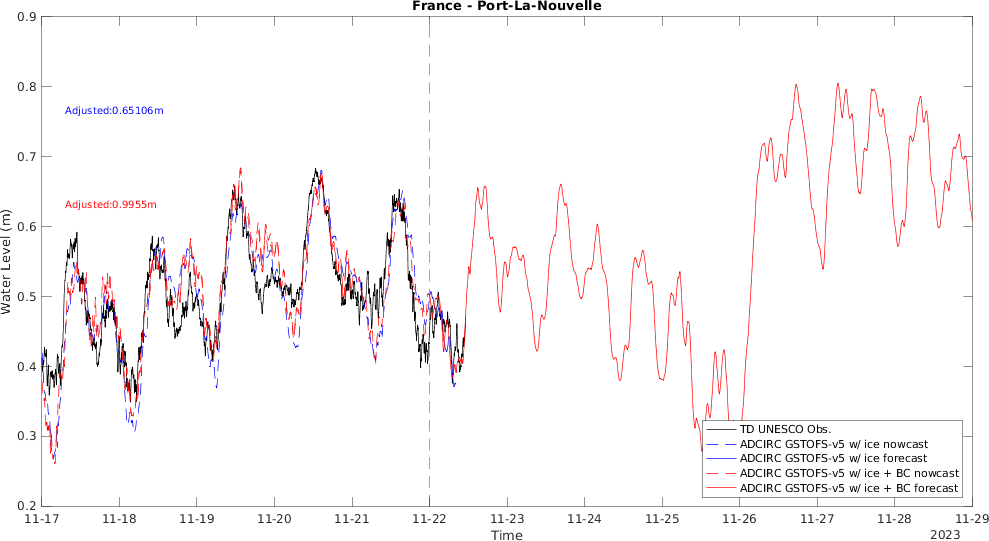 France - Port-La-Nouvelle
0.9
0.8
0.7
0.6
0.5
0.4
0.3
0.2
Water Level (m)
Adjusted:0.65106m
Adjusted:0.9955m
TD UNESCO Obs.
ADCIRC GSTOFS-v5 w/ ice nowcast
ADCIRC GSTOFS-v5 w/ ice forecast
ADCIRC GSTOFS-v5 w/ ice + BC nowcast
ADCIRC GSTOFS-v5 w/ ice + BC forecast
11-17 11-18 11-19 11-20 11-21 11-22 11-23 11-24 11-25 11-26 11-27 11-28 11-29
Time
2023